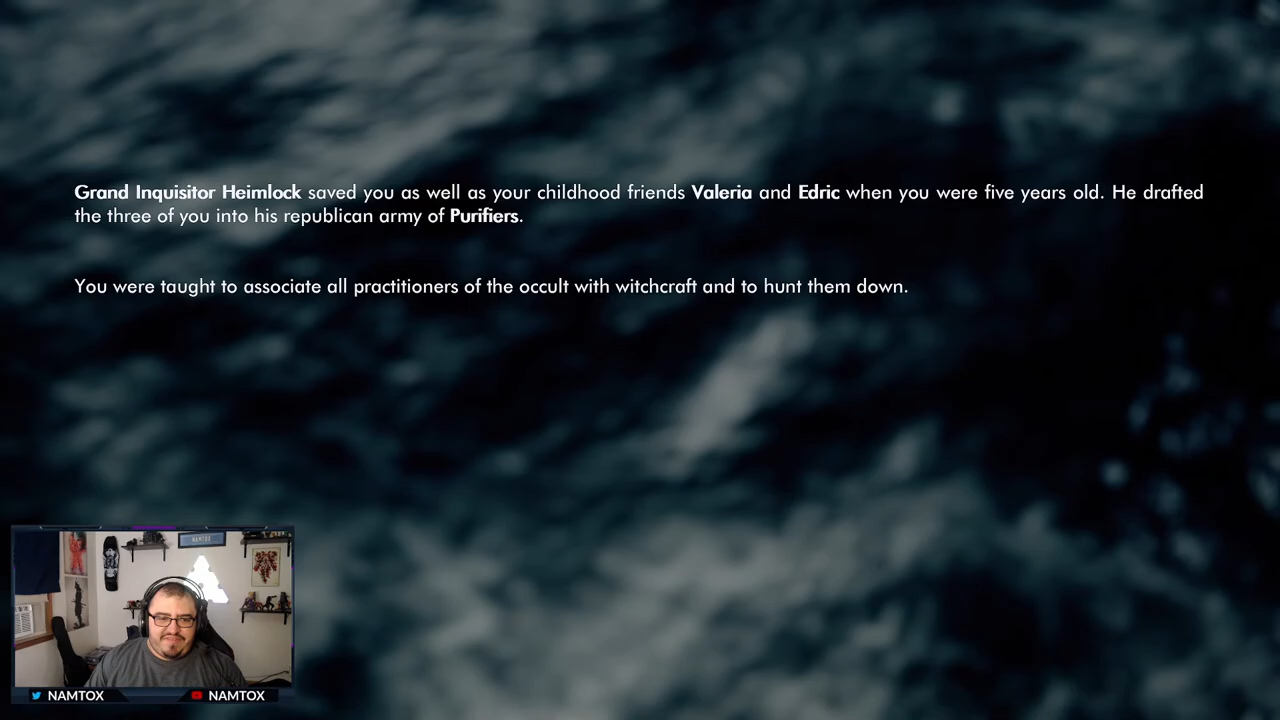 Grand Inquisitor Heimlock saved you as well as your childhood friends Valeria and Edric when you were five years old. He drafted
the three of you into his republican army of Purifiers.
You were taught to associate all practitioners of the occult with witchcraft and to hunt them down.
NAMTOX
NAMTOX NAMTOX